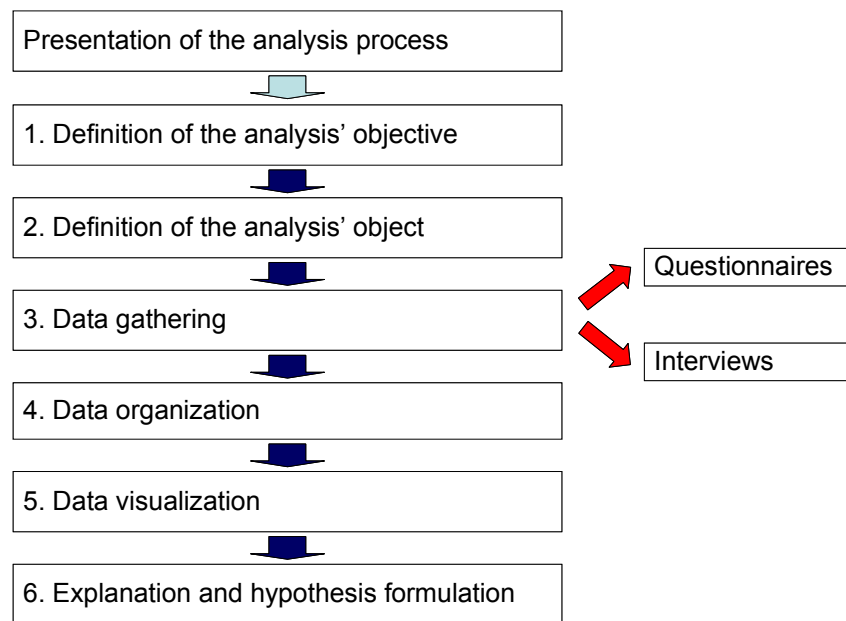 Presentation of the analysis process
1. Definition of the analysis’ objective
2. Definition of the analysis’ object
3. Data gathering
Questionnaires
Interviews
4. Data organization
5. Data visualization
6. Explanation and hypothesis formulation